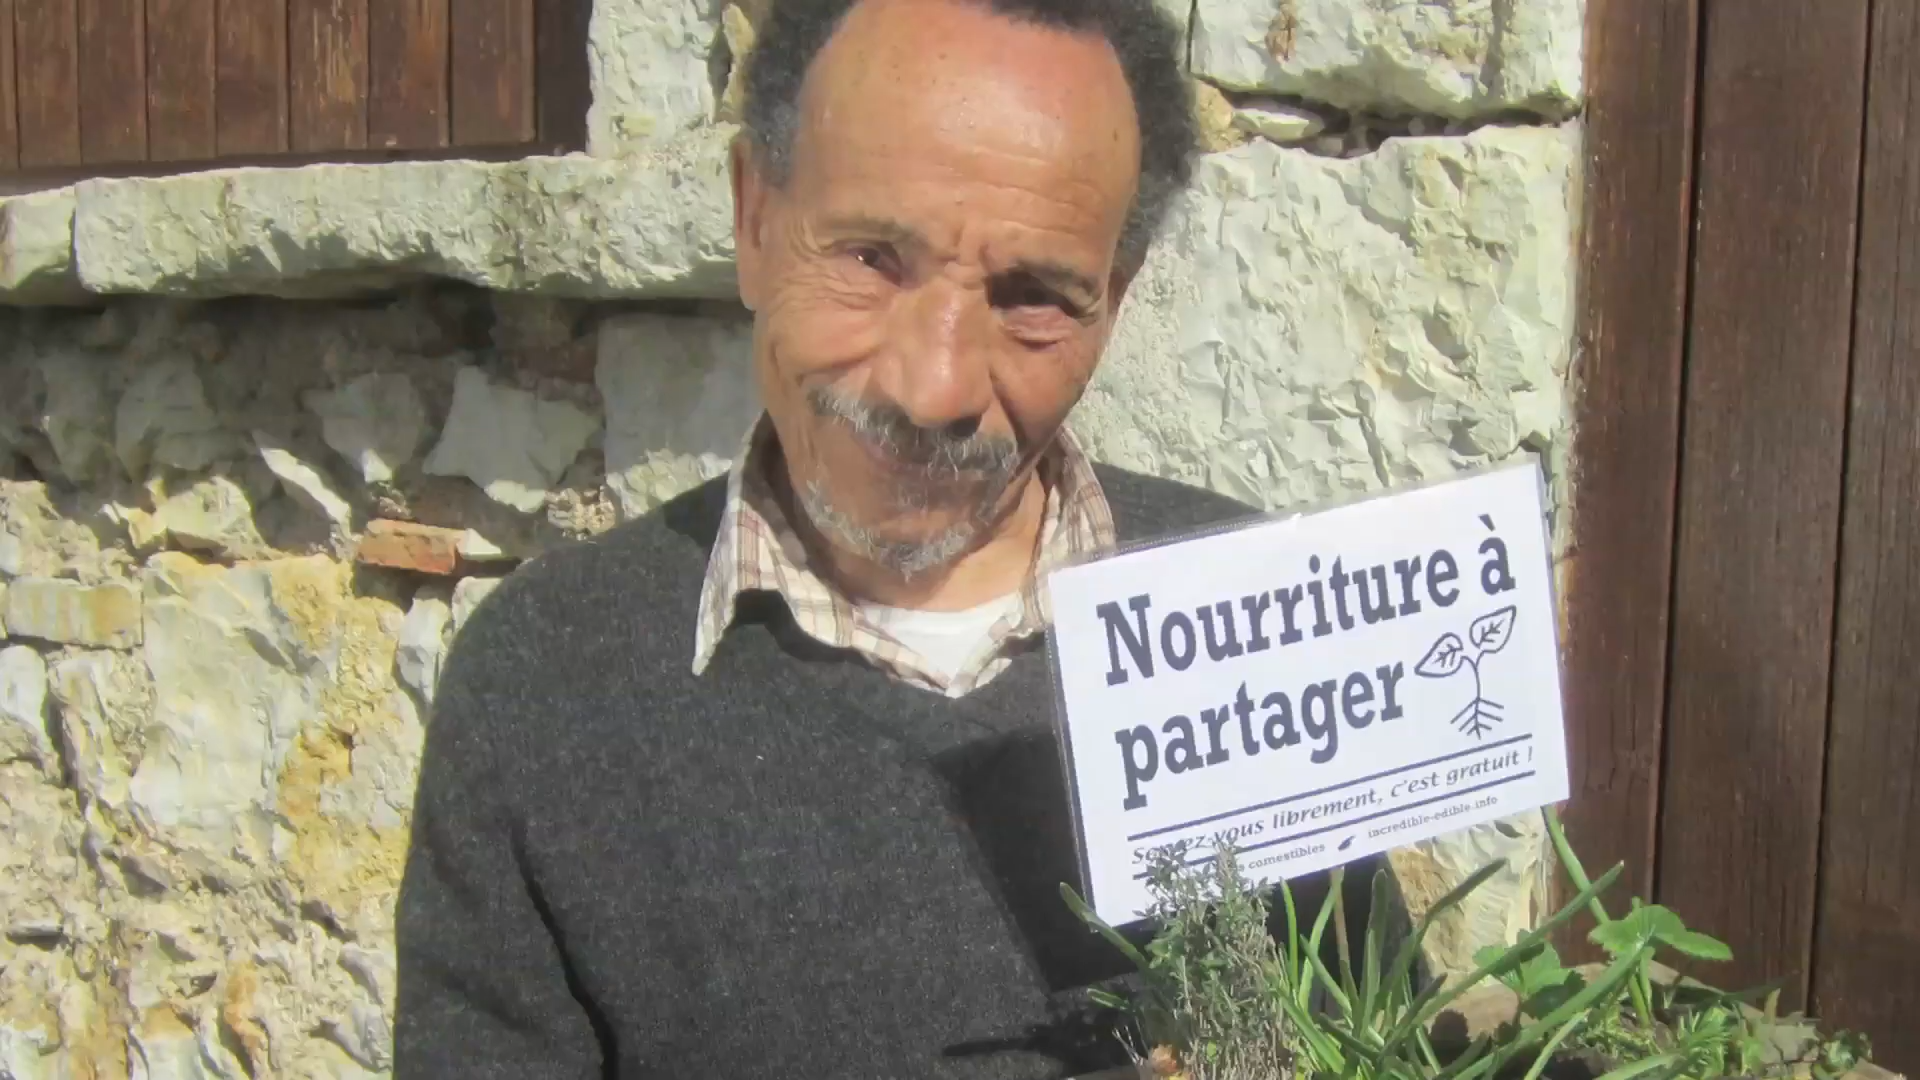 Nourriture à
partager
Servez-vous librement, c'est gratuit !
comestibles incredible-edible.info